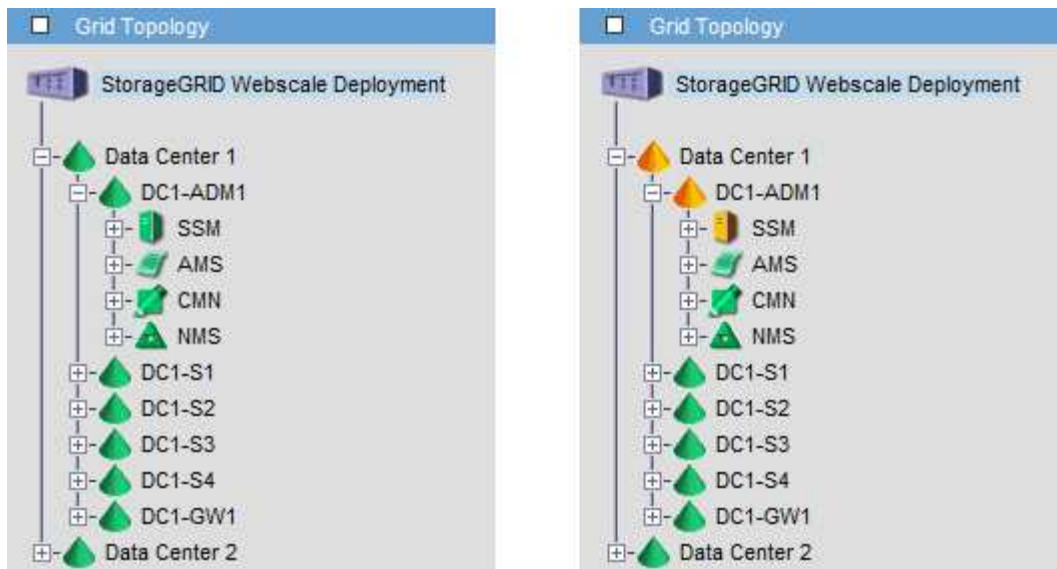 Grid Topology
StorageGRID Webscale Deployment
Data Center 1
DC1-ADM1
SSM
AMS
CMN
NMS
DC1-S1
DC1-S2
DC1-S3
DC1-S4
DC1-GW1
Data Center 2
Grid Topology
StorageGRID Webscale Deployment
Data Center 1
DC1-ADM1
SSM
AMS
CMN
NMS
DC1-S1
DC1-S2
DC1-S3
DC1-S4
DC1-GW1
Data Center 2